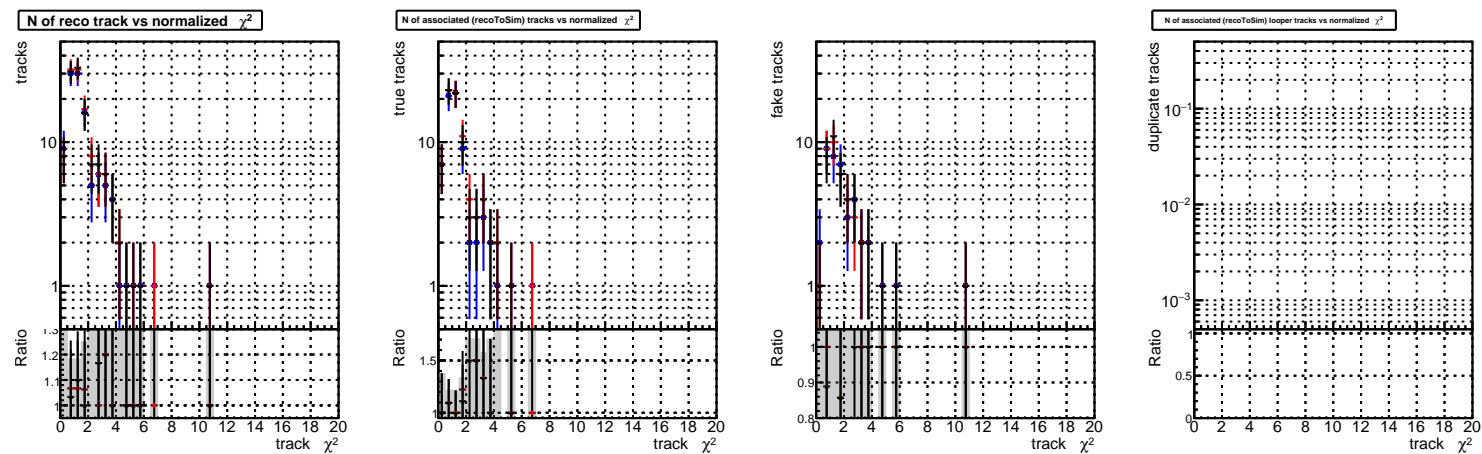 N of reco track vs normalized χ²
tracks
10
1
Ratio
1.3
1.2
1.1
1
0 2 4 6 8 10 12 14 16 18 20
track χ²
N of associated (recoToSim) tracks vs normalized χ²
true tracks
10
1
Ratio
1.5
1
0 2 4 6 8 10 12 14 16 18 20
track χ²
fake tracks
10
1
Ratio
1
0.9
0.8
0 2 4 6 8 10 12 14 16 18 20
track χ²
N of associated (recoToSim) looper tracks vs normalized χ²
duplicate tracks
10⁻¹
10⁻²
10⁻³
Ratio
1
0.5
0
0 2 4 6 8 10 12 14 16 18 20
track χ²